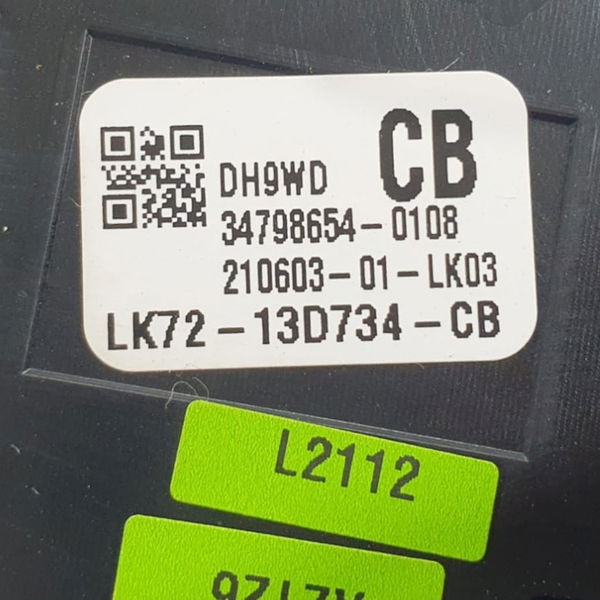 CB
DH9WD
34798654-0108
210603-01-LK03
LK72-13D734-CB
L2112